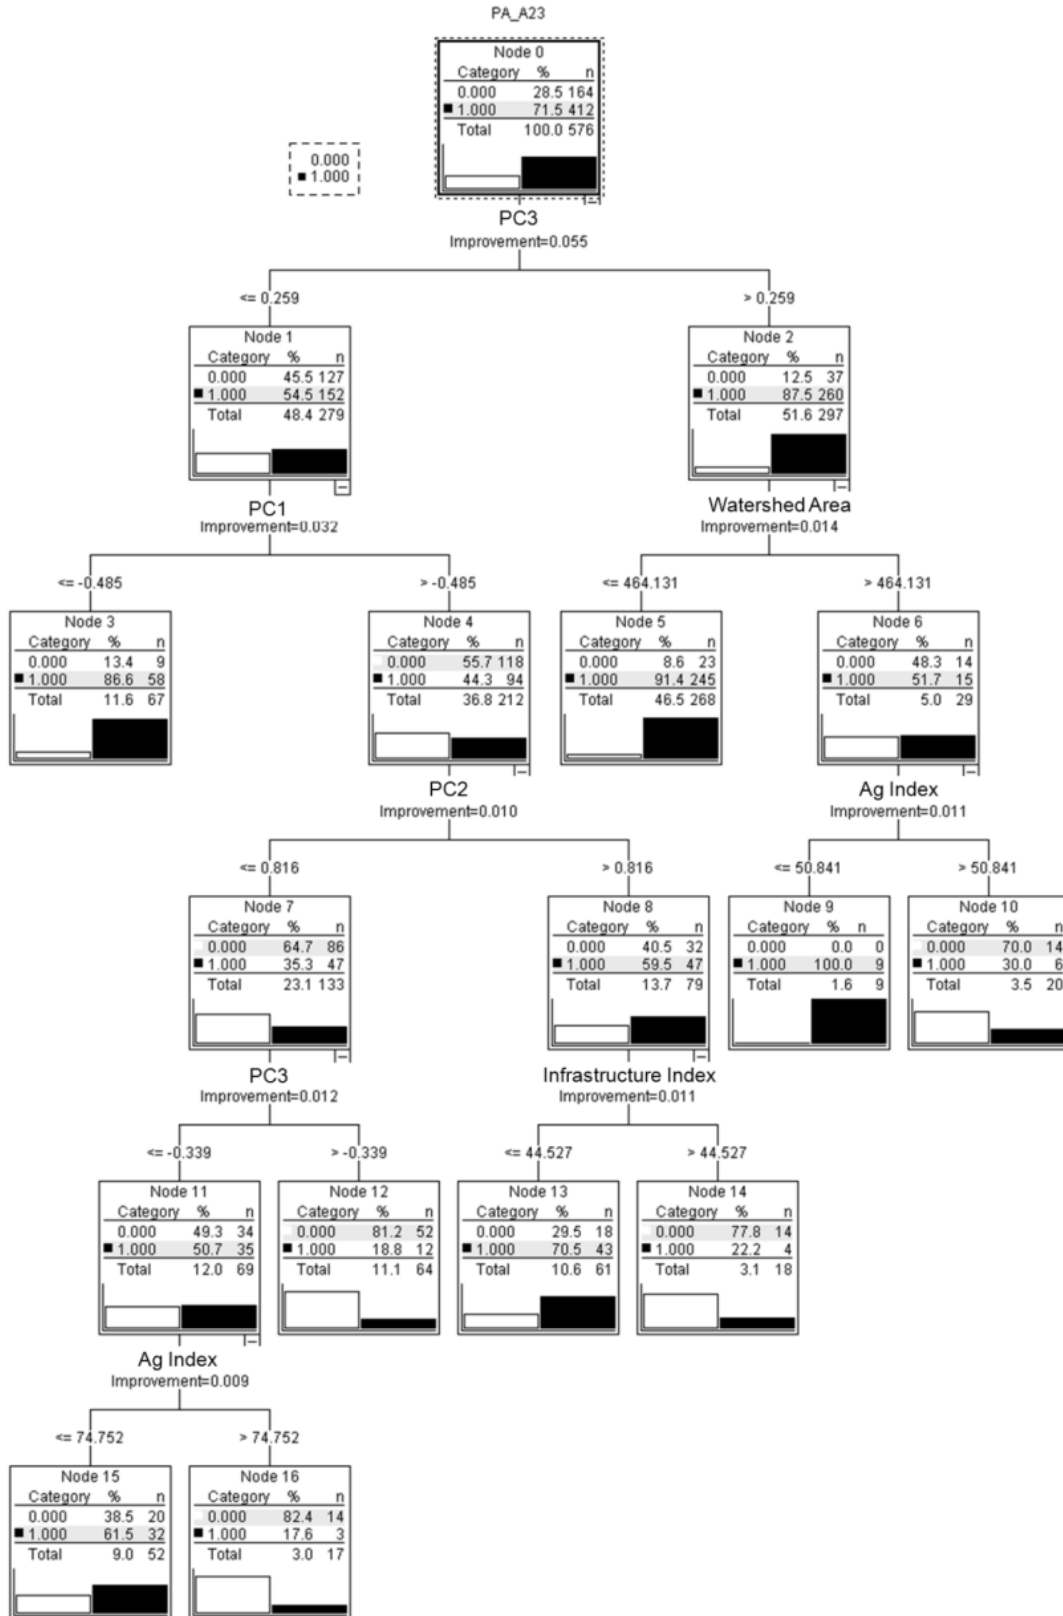 PA_A23
Node 0
Category % n
0.000 28.5 164
1.000 71.5 412
Total 100.0 576
0.000
1.000
PC3
Improvement=0.055
<= 0.259
> 0.259
Node 1
Category % n
0.000 45.5 127
1.000 54.5 152
Total 48.4 279
Node 2
Category % n
0.000 12.5 37
1.000 87.5 260
Total 51.6 297
PC1
Improvement=0.032
Watershed Area
Improvement=0.014
<= -0.485
> -0.485
<= 464.131
> 464.131
Node 3
Category % n
0.000 13.4 9
1.000 86.6 58
Total 11.6 67
Node 4
Category % n
0.000 55.7 118
1.000 44.3 94
Total 36.8 212
Node 5
Category % n
0.000 8.6 23
1.000 91.4 245
Total 46.5 268
Node 6
Category % n
0.000 48.3 14
1.000 51.7 15
Total 5.0 29
PC2
Improvement=0.010
Ag Index
Improvement=0.011
<= 0.816
> 0.816
<= 50.841
> 50.841
Node 7
Category % n
0.000 64.7 86
1.000 35.3 47
Total 23.1 133
Node 8
Category % n
0.000 40.5 32
1.000 59.5 47
Total 13.7 79
Node 9
Category % n
0.000 0.0 0
1.000 100.0 9
Total 1.6 9
Node 10
Category % n
0.000 70.0 14
1.000 30.0 6
Total 3.5 20
PC3
Improvement=0.012
Infrastructure Index
Improvement=0.011
<= -0.339
> -0.339
<= 44.527
> 44.527
Node 11
Category % n
0.000 49.3 34
1.000 50.7 35
Total 12.0 69
Node 12
Category % n
0.000 81.2 52
1.000 18.8 12
Total 11.1 64
Node 13
Category % n
0.000 29.5 18
1.000 70.5 43
Total 10.6 61
Node 14
Category % n
0.000 77.8 14
1.000 22.2 4
Total 3.1 18
Ag Index
Improvement=0.009
<= 74.752
> 74.752
Node 15
Category % n
0.000 38.5 20
1.000 61.5 32
Total 9.0 52
Node 16
Category % n
0.000 82.4 14
1.000 17.6 3
Total 3.0 17